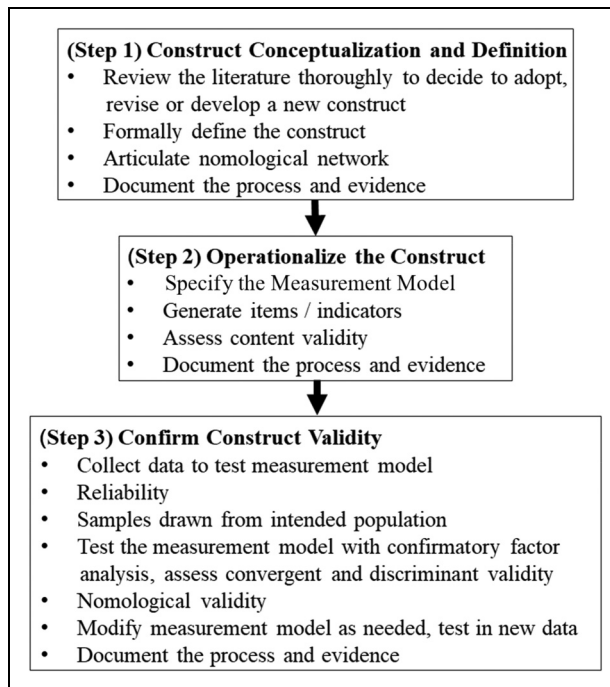 (Step 1) Construct Conceptualization and Definition
• Review the literature thoroughly to decide to adopt,
revise or develop a new construct
• Formally define the construct
• Articulate nomological network
• Document the process and evidence
(Step 2) Operationalize the Construct
• Specify the Measurement Model
• Generate items / indicators
• Assess content validity
• Document the process and evidence
(Step 3) Confirm Construct Validity
• Collect data to test measurement model
• Reliability
• Samples drawn from intended population
• Test the measurement model with confirmatory factor
analysis, assess convergent and discriminant validity
• Nomological validity
• Modify measurement model as needed, test in new data
• Document the process and evidence